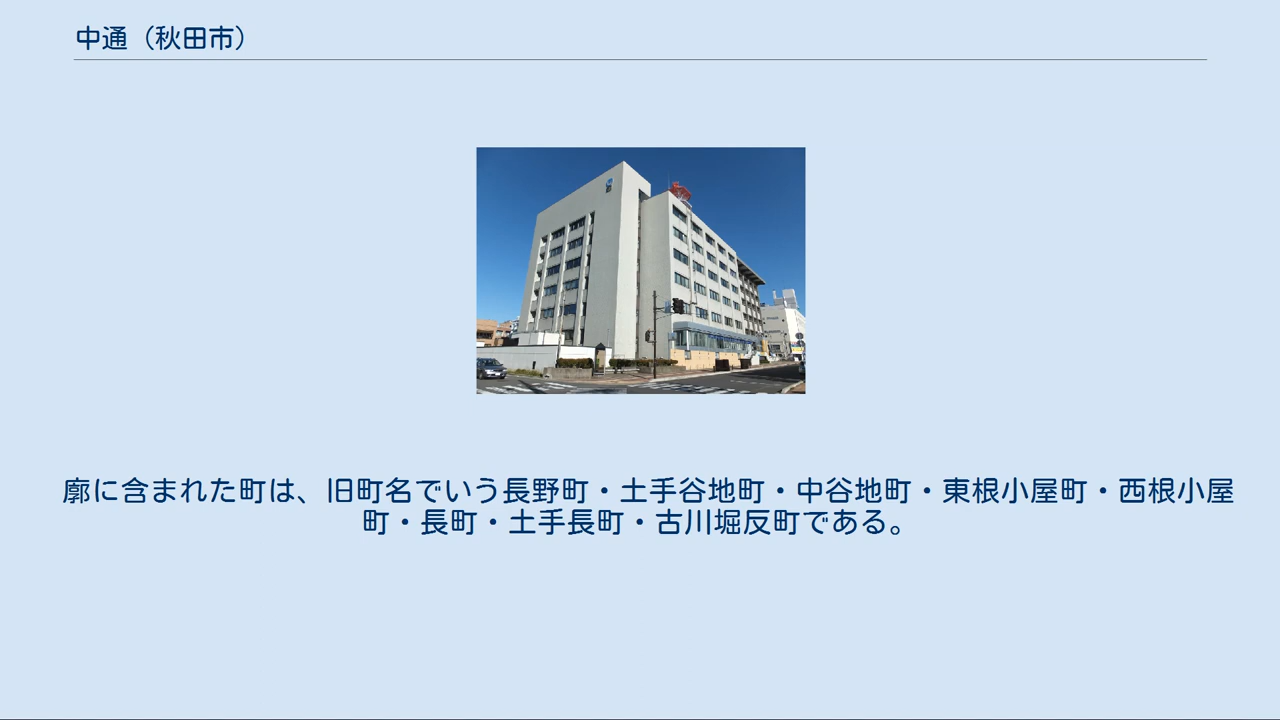 中通（秋田市）
廓に含まれた町は、旧町名でいう長野町・土手谷地町・中谷地町・東根小屋町・西根小屋
町・長町・土手長町・古川堀反町である。